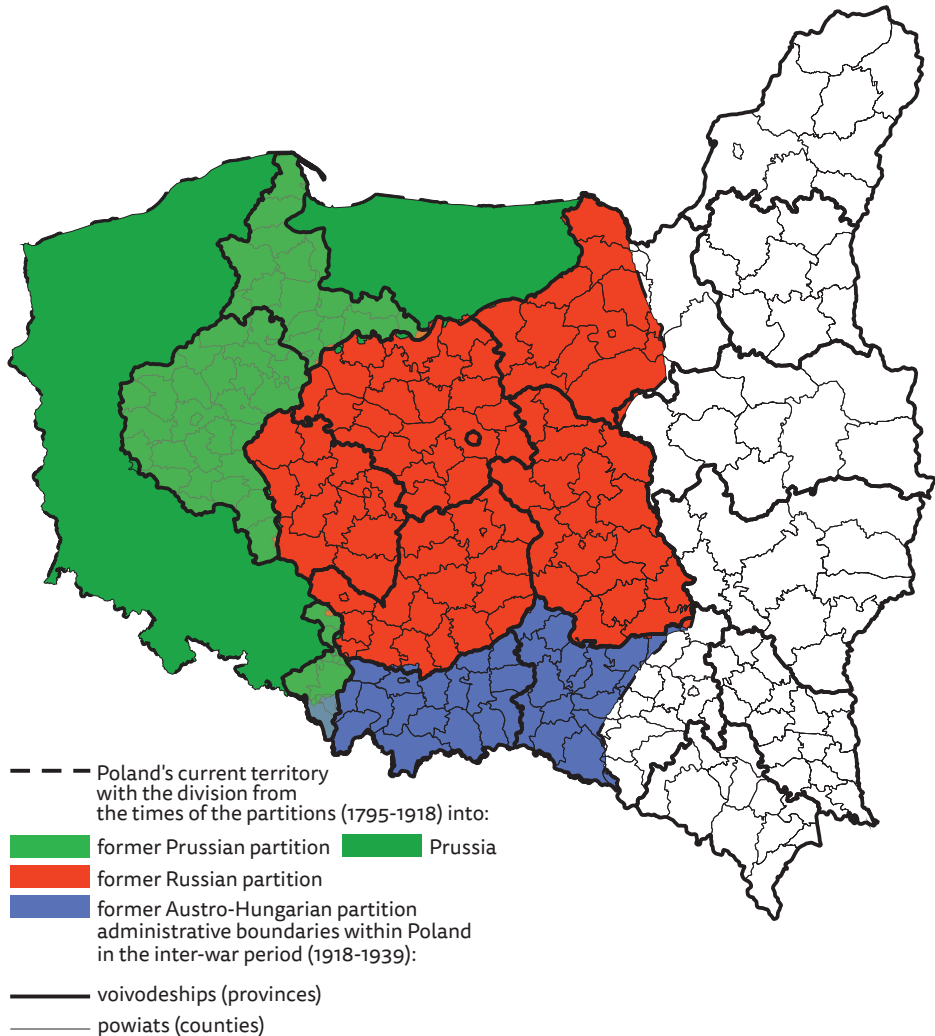 Poland's current territory
with the division from
the times of the partitions (1795-1918) into:
former Prussian partition Prussia
former Russian partition
former Austro-Hungarian partition
administrative boundaries within Poland
in the inter-war period (1918-1939):
voivodeships (provinces)
powiats (counties)